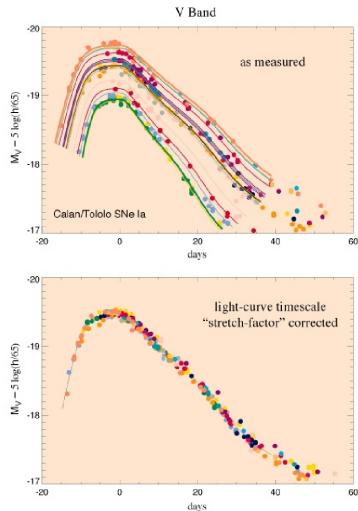 V Band
-20
-19
-18
-17
M_V – 5 log(h/65)
as measured
Calan/Tololo SNe Ia
-20 0 20 40 60
days
-20
-19
-18
-17
M_V – 5 log(h/65)
light-curve timescale
“stretch-factor” corrected
-20 0 20 40 60
days